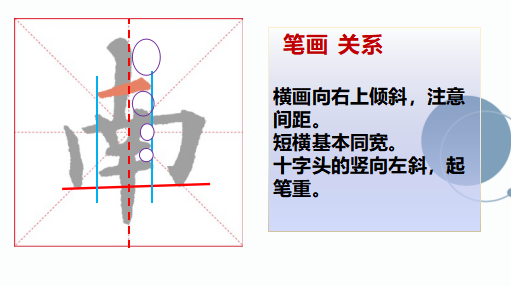 南
笔画 关系
横画向右上倾斜，注意
间距。
短横基本同宽。
十字头的竖向左斜，起
笔重。